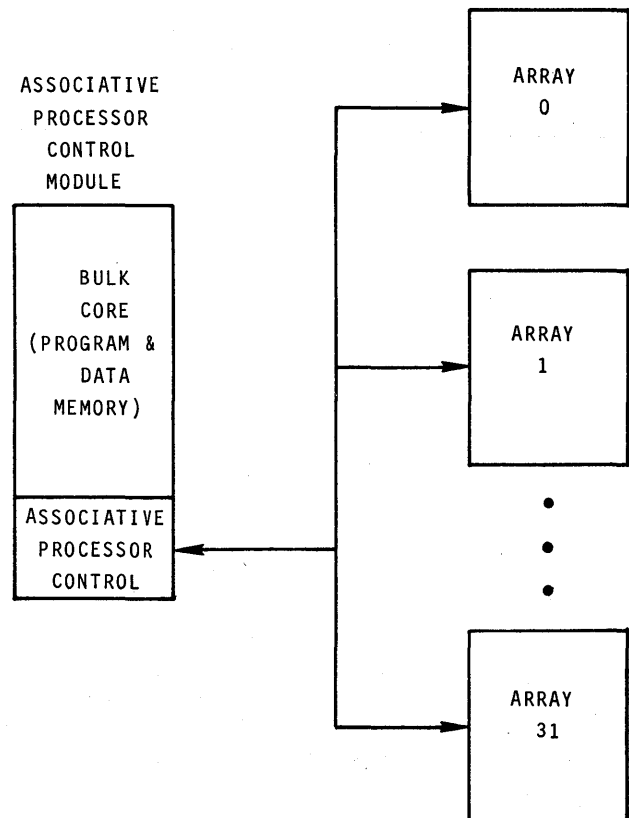 ASSOCIATIVE
PROCESSOR
CONTROL
MODULE
BULK
CORE
(PROGRAM &
DATA
MEMORY)
ASSOCIATIVE
PROCESSOR
CONTROL
ARRAY
0
ARRAY
1
ARRAY
31